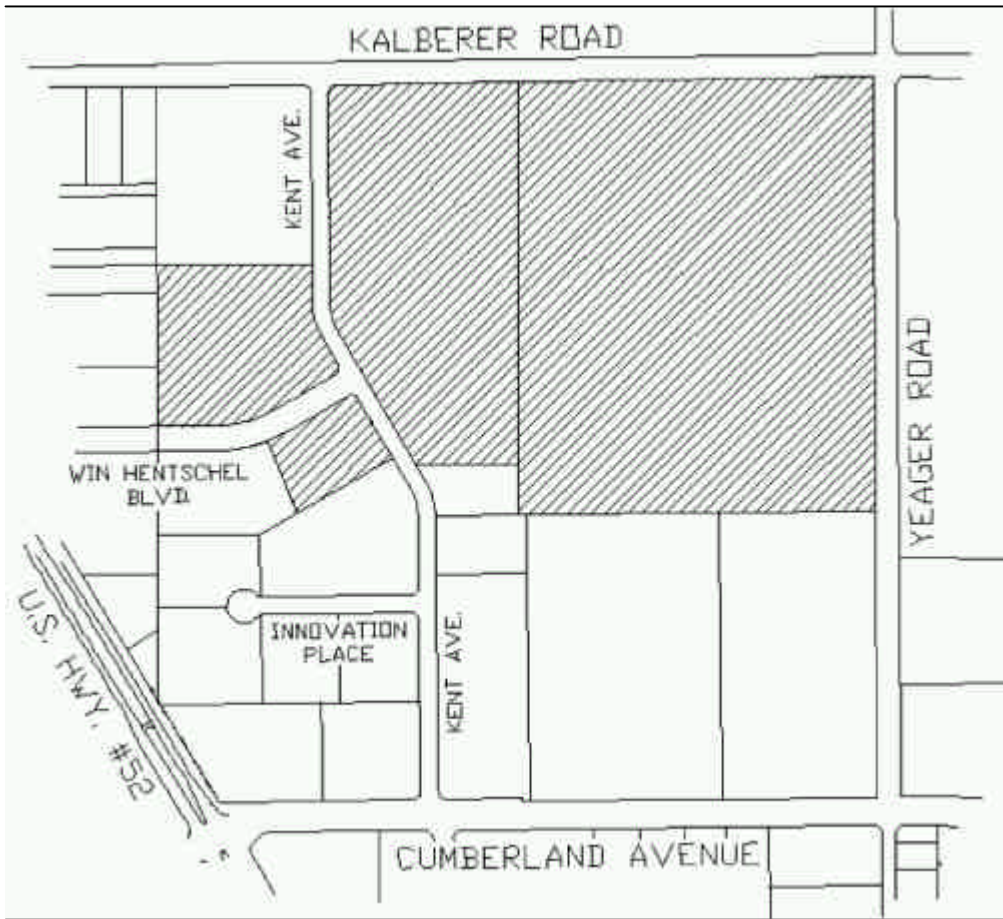 KALBERER ROAD
KENT AVE.
YEAGER ROAD
WIN HENTSCHEL
BLVD.
U.S. HWY. #52
INNOVATION
PLACE
KENT AVE.
CUMBERLAND AVENUE